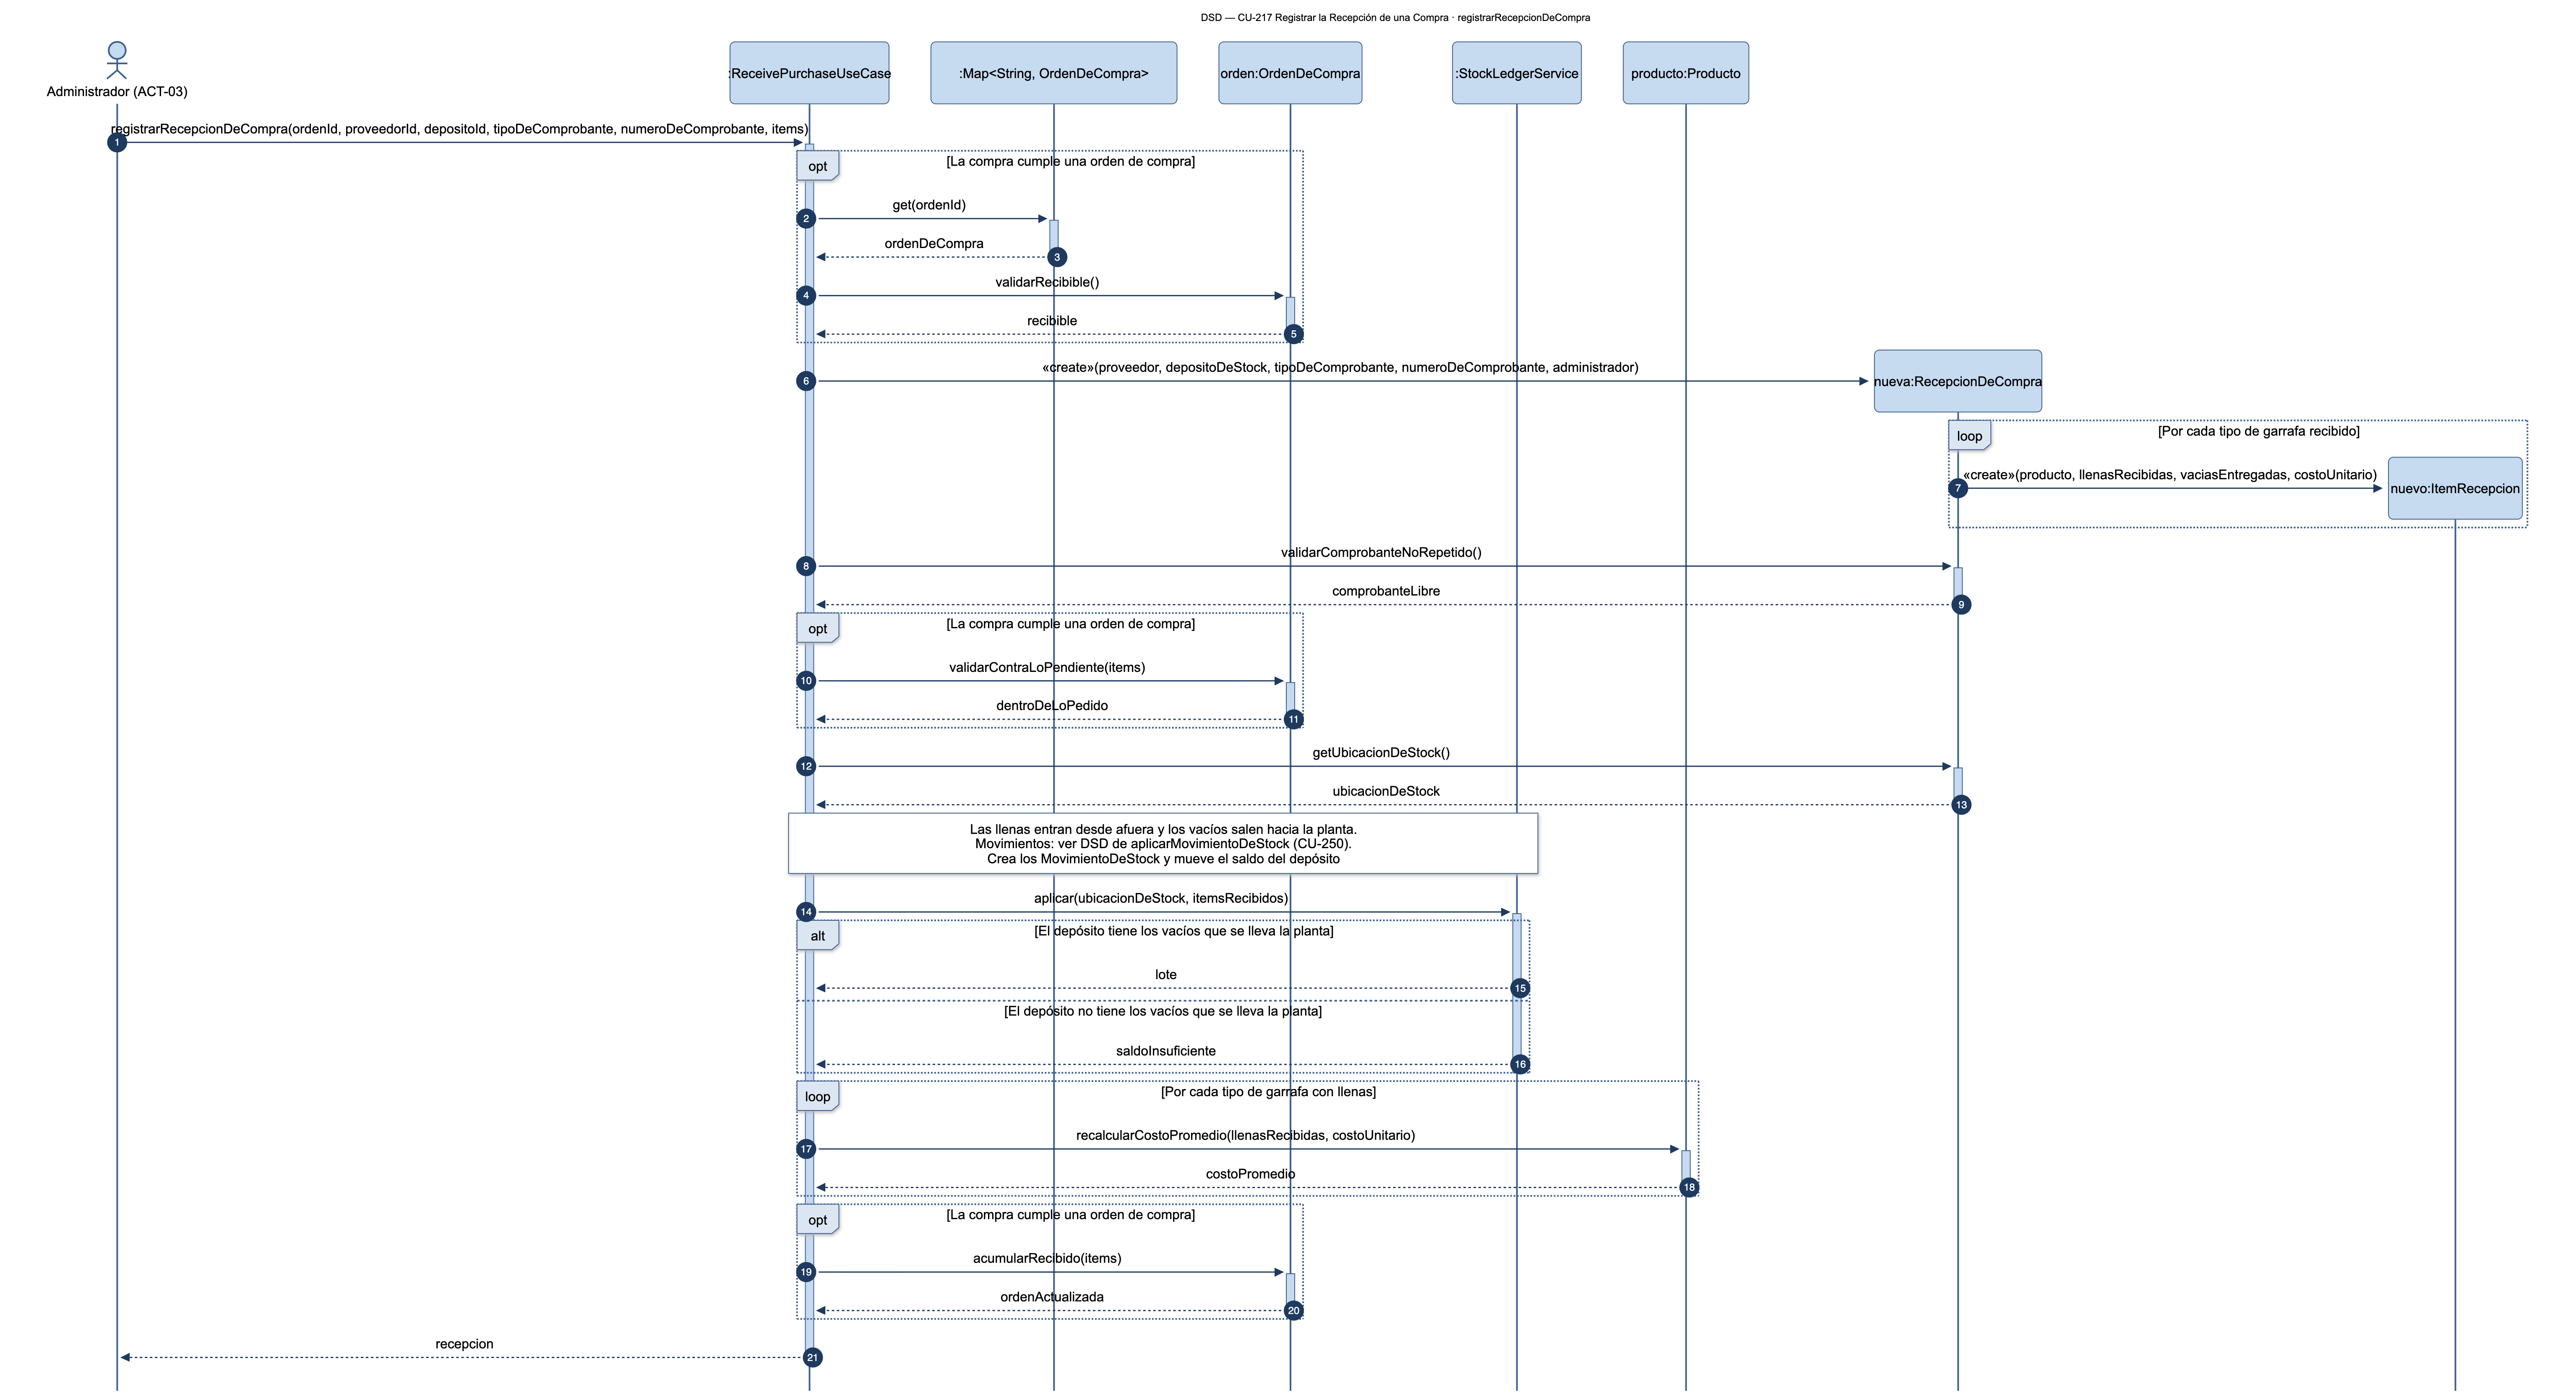 DSD — CU-217 Registrar la Recepción de una Compra · registrarRecepcionDeCompra
Administrador (ACT-03)
:ReceivePurchaseUseCase
:Map<String, OrdenDeCompra>
orden:OrdenDeCompra
:StockLedgerService
producto:Producto
registrarRecepcionDeCompra(ordenId, proveedorId, depositoId, tipoDeComprobante, numeroDeComprobante, items)
1
opt
[La compra cumple una orden de compra]
get(ordenId)
2
ordenDeCompra
3
validarRecibible()
4
recibible
5
«create»(proveedor, depositoDeStock, tipoDeComprobante, numeroDeComprobante, administrador)
6
nueva:RecepcionDeCompra
loop
[Por cada tipo de garrafa recibido]
«create»(producto, llenasRecibidas, vaciasEntregadas, costoUnitario)
7
nuevo:ItemRecepcion
validarComprobanteNoRepetido()
8
comprobanteLibre
9
opt
[La compra cumple una orden de compra]
validarContraLoPendiente(items)
10
dentroDeLoPedido
11
getUbicacionDeStock()
12
ubicacionDeStock
13
Las llenas entran desde afuera y los vacíos salen hacia la planta.
Movimientos: ver DSD de aplicarMovimientoDeStock (CU-250).
Crea los MovimientoDeStock y mueve el saldo del depósito
aplicar(ubicacionDeStock, itemsRecibidos)
14
alt
[El depósito tiene los vacíos que se lleva la planta]
lote
15
[El depósito no tiene los vacíos que se lleva la planta]
saldoInsuficiente
16
loop
[Por cada tipo de garrafa con llenas]
recalcularCostoPromedio(llenasRecibidas, costoUnitario)
17
costoPromedio
18
opt
[La compra cumple una orden de compra]
acumularRecibido(items)
19
ordenActualizada
20
recepcion
21